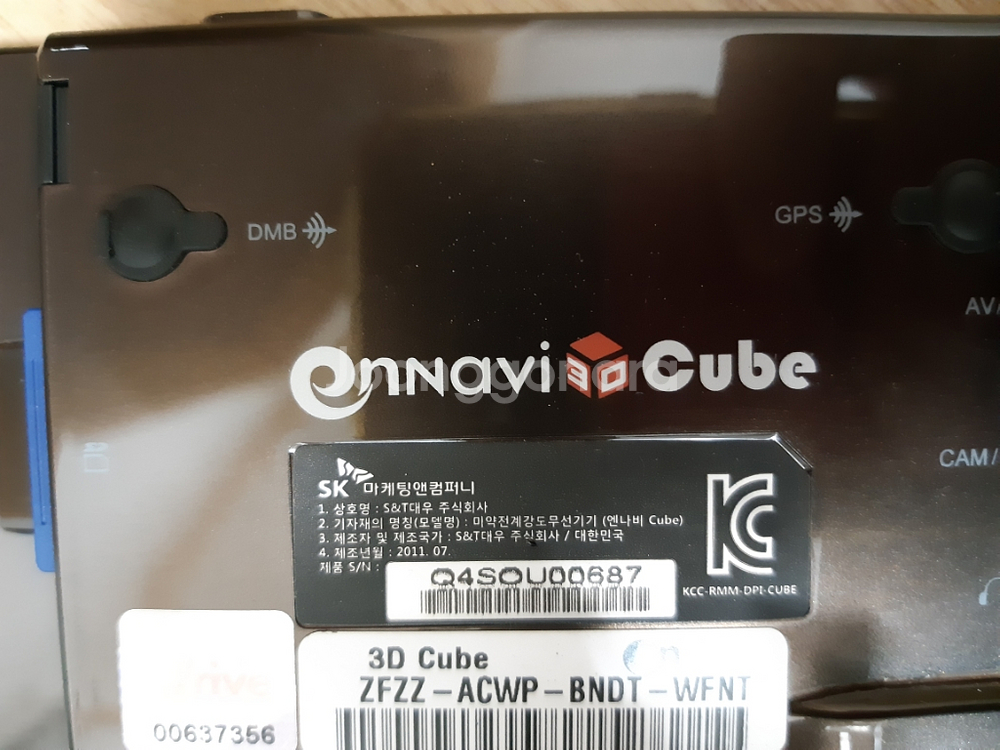 DMB
GPS
AV/
ennavi 3D Cube
CAM/
SK 마케팅앤컴퍼니
1. 상호명 : S&T대우 주식회사
2. 기자재의 명칭(모델명) : 미약전계강도무선기기 (엔나비 Cube)
3. 제조자 및 제조국가 : S&T대우 주식회사 / 대한민국
4. 제조년월 : 2011. 07.
제품 S/N :
Q4SOU00687
KCC-RMM-DPI-CUBE
3D Cube
ZFZZ-ACWP-BNDT-WFNT
00637356